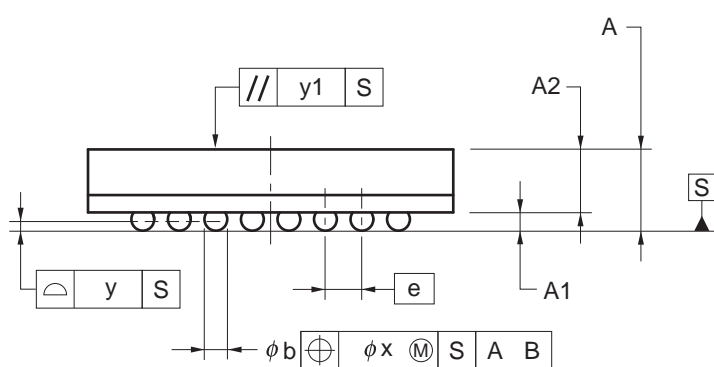 A
// y1 S
A2
S
⌓ y S
e
A1
φb ⌖ φx Ⓜ S A B